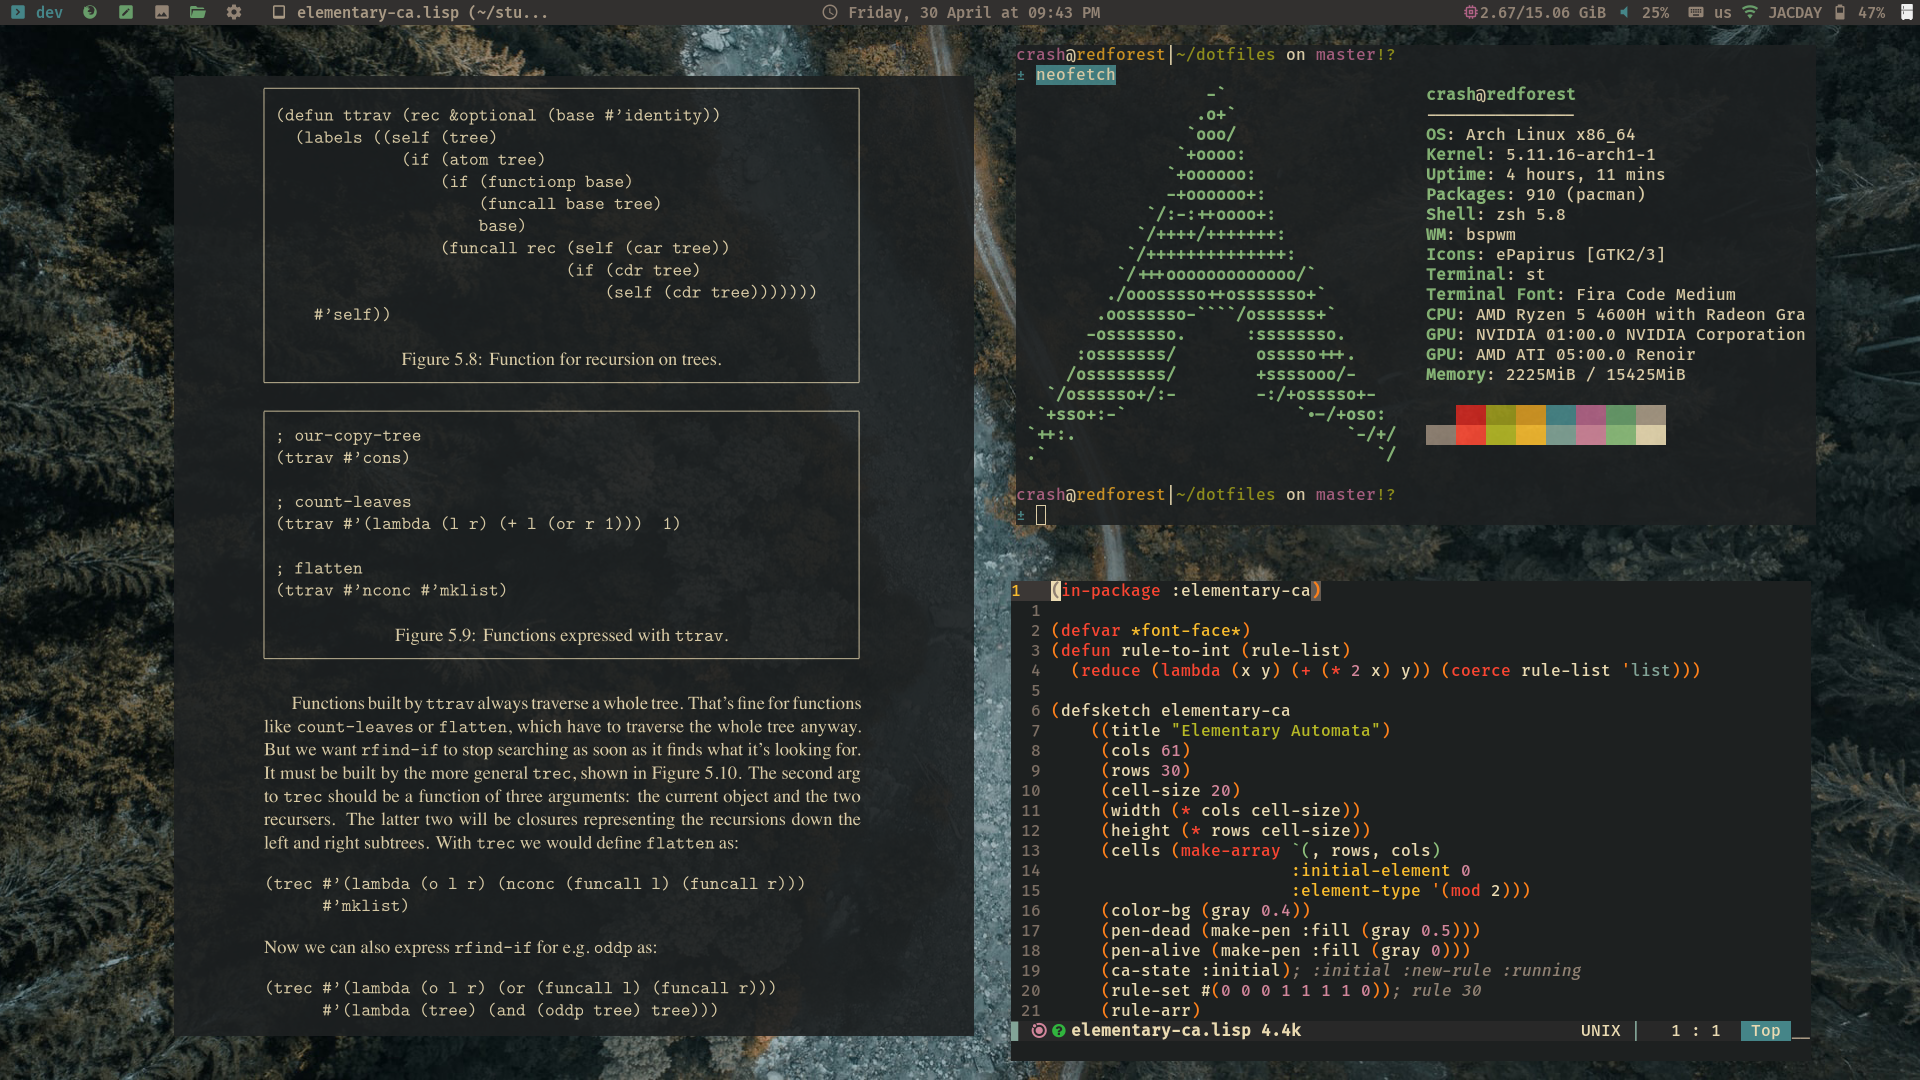 dev
elementary-ca.lisp (~/stu...
Friday, 30 April at 09:43 PM
2.67/15.06 GiB 25% us JACDAY 47%
(defun ttrav (rec &optional (base #'identity))
  (labels ((self (tree)
             (if (atom tree)
                 (if (functionp base)
                     (funcall base tree)
                     base)
                 (funcall rec (self (car tree))
                              (if (cdr tree)
                                  (self (cdr tree)))))))
    #'self))
Figure 5.8: Function for recursion on trees.
; our-copy-tree
(ttrav #'cons)
; count-leaves
(ttrav #'(lambda (l r) (+ l (or r 1)))  1)
; flatten
(ttrav #'nconc #'mklist)
Figure 5.9: Functions expressed with ttrav.
Functions built by ttrav always traverse a whole tree. That's fine for functions
like count-leaves or flatten, which have to traverse the whole tree anyway.
But we want rfind-if to stop searching as soon as it finds what it's looking for.
It must be built by the more general trec, shown in Figure 5.10. The second arg
to trec should be a function of three arguments: the current object and the two
recursers. The latter two will be closures representing the recursions down the
left and right subtrees. With trec we would define flatten as:
(trec #'(lambda (o l r) (nconc (funcall l) (funcall r)))
      #'mklist)
Now we can also express rfind-if for e.g. oddp as:
(trec #'(lambda (o l r) (or (funcall l) (funcall r)))
      #'(lambda (tree) (and (oddp tree) tree)))
crash@redforest|~/dotfiles on master!?
± neofetch
-`
.o+`
`ooo/
`+oooo:
`+oooooo:
-+oooooo+:
`/:-:++oooo+:
`/++++/+++++++:
`/++++++++++++++:
`/+++ooooooooooooo/`
./ooosssso++osssssso+`
.oossssso-````/ossssss+`
-osssssso.      :ssssssso.
:osssssss/        osssso+++.
/ossssssss/        +ssssooo/-
`/ossssso+/:-        -:/+osssso+-
`+sso+:-`                 `.-/+oso:
`++:.                           `-/+/
.`                                 `/
crash@redforest
OS: Arch Linux x86_64
Kernel: 5.11.16-arch1-1
Uptime: 4 hours, 11 mins
Packages: 910 (pacman)
Shell: zsh 5.8
WM: bspwm
Icons: ePapirus [GTK2/3]
Terminal: st
Terminal Font: Fira Code Medium
CPU: AMD Ryzen 5 4600H with Radeon Gra
GPU: NVIDIA 01:00.0 NVIDIA Corporation
GPU: AMD ATI 05:00.0 Renoir
Memory: 2225MiB / 15425MiB
crash@redforest|~/dotfiles on master!?
±
1   (in-package :elementary-ca)
1
2 (defvar *font-face*)
3 (defun rule-to-int (rule-list)
4   (reduce (lambda (x y) (+ (* 2 x) y)) (coerce rule-list 'list)))
5
6 (defsketch elementary-ca
7     ((title "Elementary Automata")
8      (cols 61)
9      (rows 30)
10      (cell-size 20)
11      (width (* cols cell-size))
12      (height (* rows cell-size))
13      (cells (make-array `(, rows, cols)
14                         :initial-element 0
15                         :element-type '(mod 2)))
16      (color-bg (gray 0.4))
17      (pen-dead (make-pen :fill (gray 0.5)))
18      (pen-alive (make-pen :fill (gray 0)))
19      (ca-state :initial); :initial :new-rule :running
20      (rule-set #(0 0 0 1 1 1 1 0)); rule 30
21      (rule-arr)
elementary-ca.lisp 4.4k UNIX | 1 : 1 Top